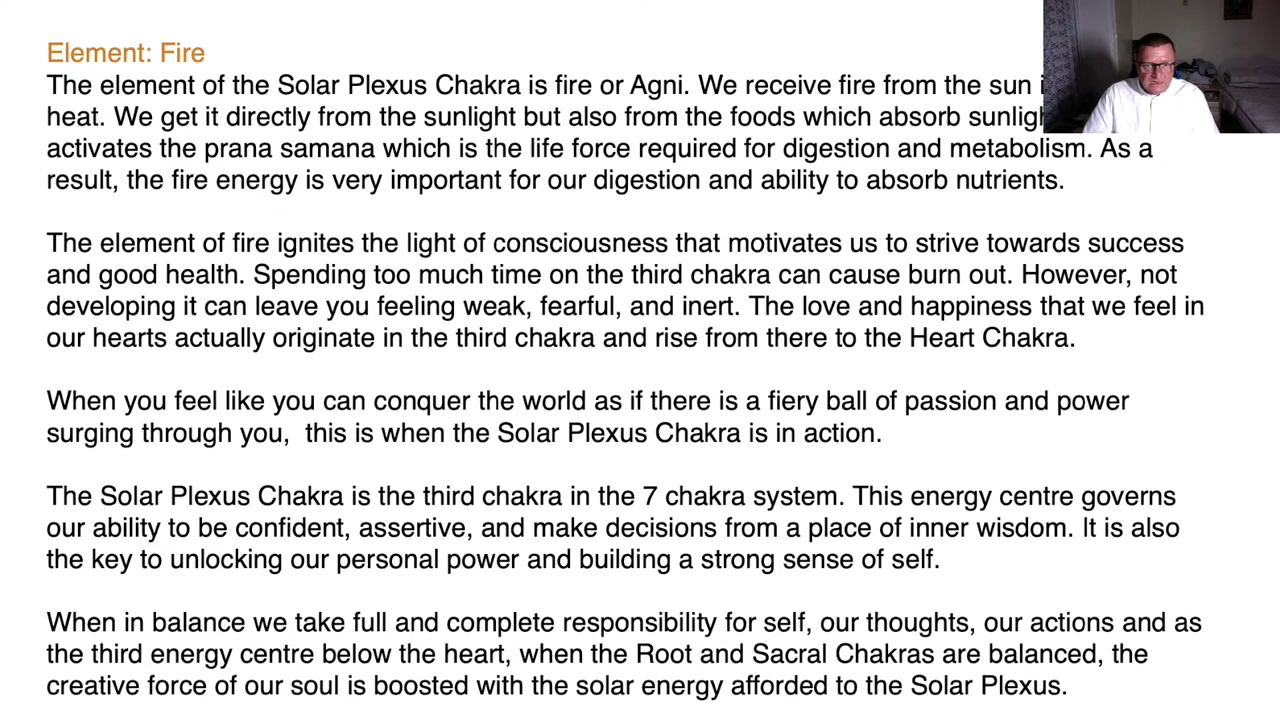 Element: Fire
The element of the Solar Plexus Chakra is fire or Agni. We receive fire from the sun
heat. We get it directly from the sunlight but also from the foods which absorb
activates the prana samana which is the life force required for digestion and metabolism. As a
result, the fire energy is very important for our digestion and ability to absorb nutrients.
The element of fire ignites the light of consciousness that motivates us to strive towards success
and good health. Spending too much time on the third chakra can cause burn out. However, not
developing it can leave you feeling weak, fearful, and inert. The love and happiness that we feel in
our hearts actually originate in the third chakra and rise from there to the Heart Chakra.
When you feel like you can conquer the world as if there is a fiery ball of passion and power
surging through you, this is when the Solar Plexus Chakra is in action.
The Solar Plexus Chakra is the third chakra in the 7 chakra system. This energy centre governs
our ability to be confident, assertive, and make decisions from a place of inner wisdom. It is also
the key to unlocking our personal power and building a strong sense of self.
When in balance we take full and complete responsibility for self, our thoughts, our actions and as
the third energy centre below the heart, when the Root and Sacral Chakras are balanced, the
creative force of our soul is boosted with the solar energy afforded to the Solar Plexus.